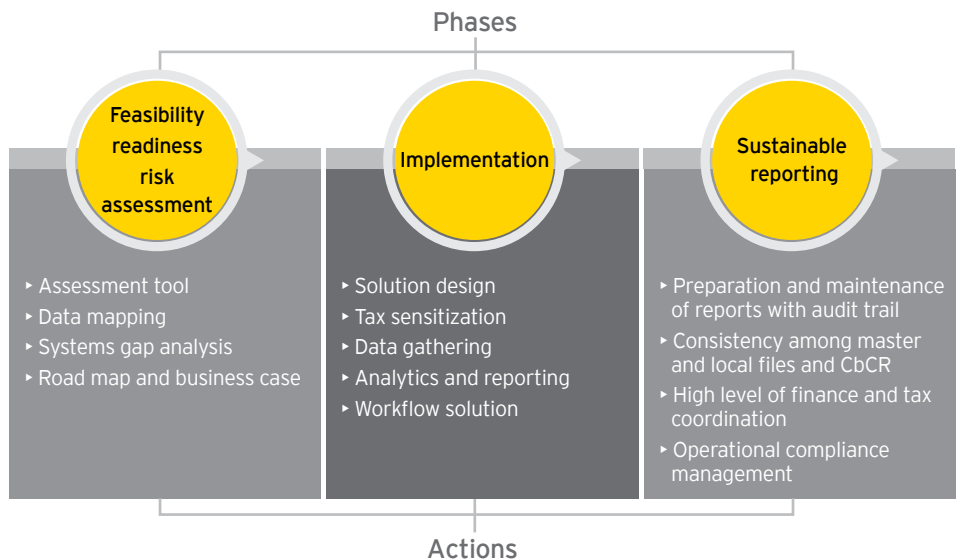 Phases
Feasibility
readiness
risk
assessment
‣ Assessment tool
‣ Data mapping
‣ Systems gap analysis
‣ Road map and business case
Implementation
‣ Solution design
‣ Tax sensitization
‣ Data gathering
‣ Analytics and reporting
‣ Workflow solution
Sustainable
reporting
‣ Preparation and maintenance
of reports with audit trail
‣ Consistency among master
and local files and CbCR
‣ High level of finance and tax
coordination
‣ Operational compliance
management
Actions